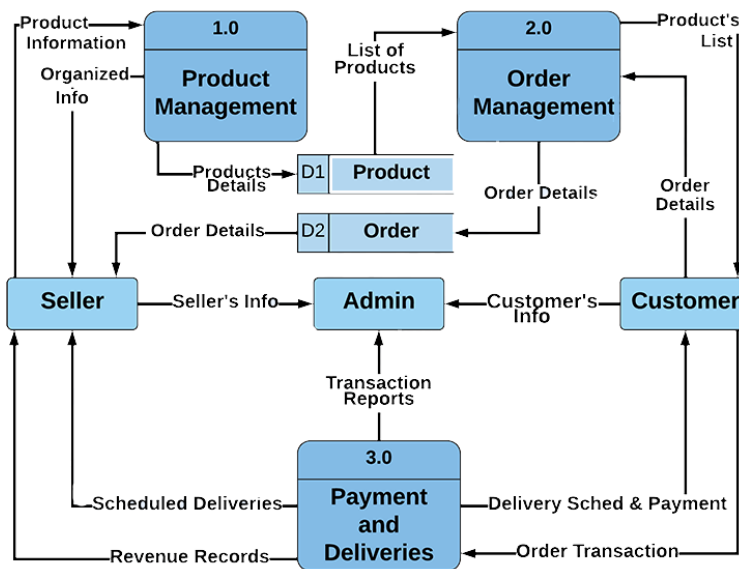 Product
Information
1.0
Product
Management
Organized
Info
List of
Products
2.0
Order
Management
Product's
List
Products
Details
D1
Product
Order Details
Order
Details
Order Details
D2
Order
Seller
Seller's Info
Admin
Customer's
Info
Customer
Transaction
Reports
3.0
Payment
and
Deliveries
Scheduled Deliveries
Delivery Sched & Payment
Revenue Records
Order Transaction